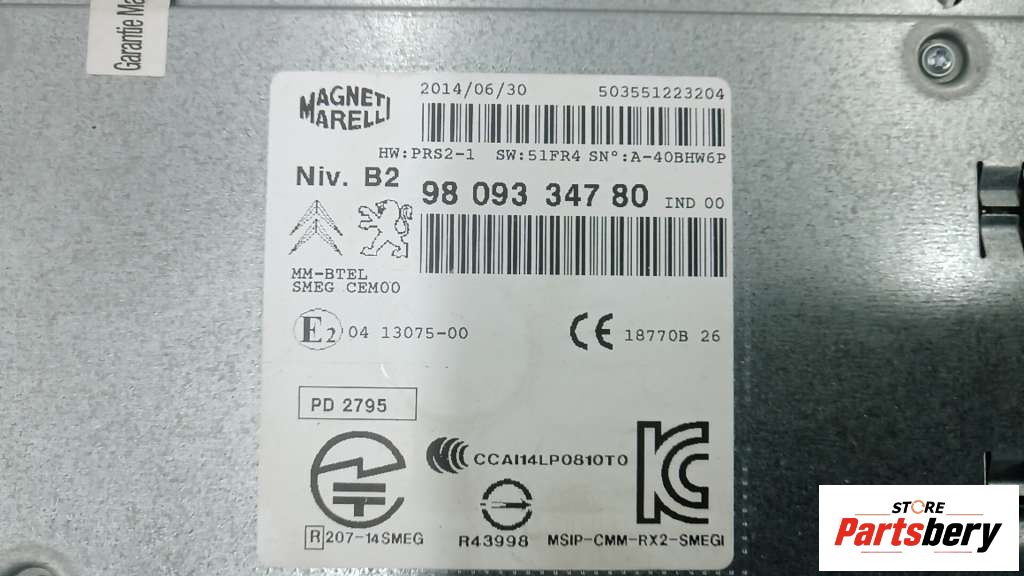 Garantie Ma
MAGNETI
MARELLI
2014/06/30 503551223204
HW:PRS2-1 SW:51FR4 SN°:A-40BHW6P
Niv. B2
98 093 347 80 IND 00
MM-BTEL
SMEG CEM00
E2 04 13075-00
CE 18770B 26
PD 2795
CCAI14LP0810T0
R 207-14SMEG
R43998
MSIP-CMM-RX2-SMEGI
STORE
Partsbery